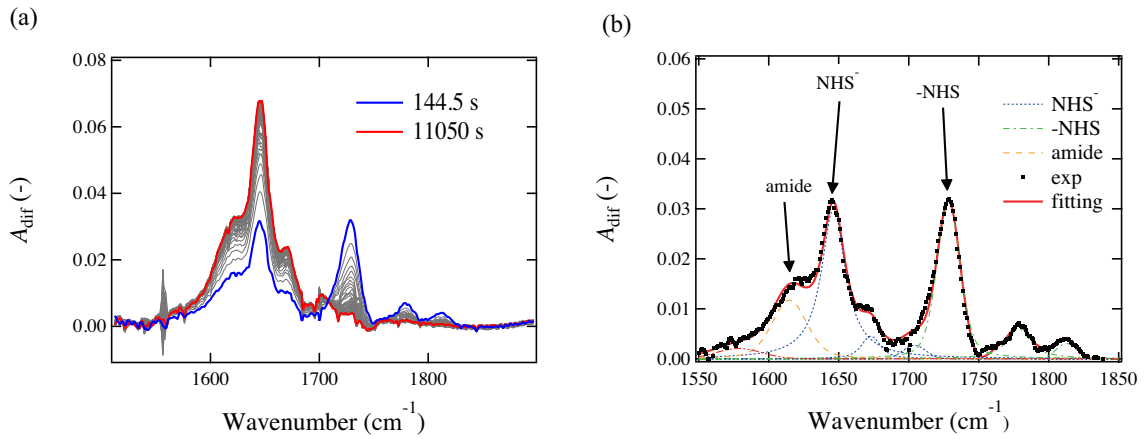 (a)
0.08
0.06
0.04
0.02
0.00
A_dif (-)
144.5 s
11050 s
1600
1700
1800
Wavenumber (cm⁻¹)
(b)
0.06
0.05
0.04
0.03
0.02
0.01
0.00
A_dif (-)
NHS⁻
-NHS
amide
NHS⁻
-NHS
amide
exp
fitting
1550
1600
1650
1700
1750
1800
1850
Wavenumber (cm⁻¹)